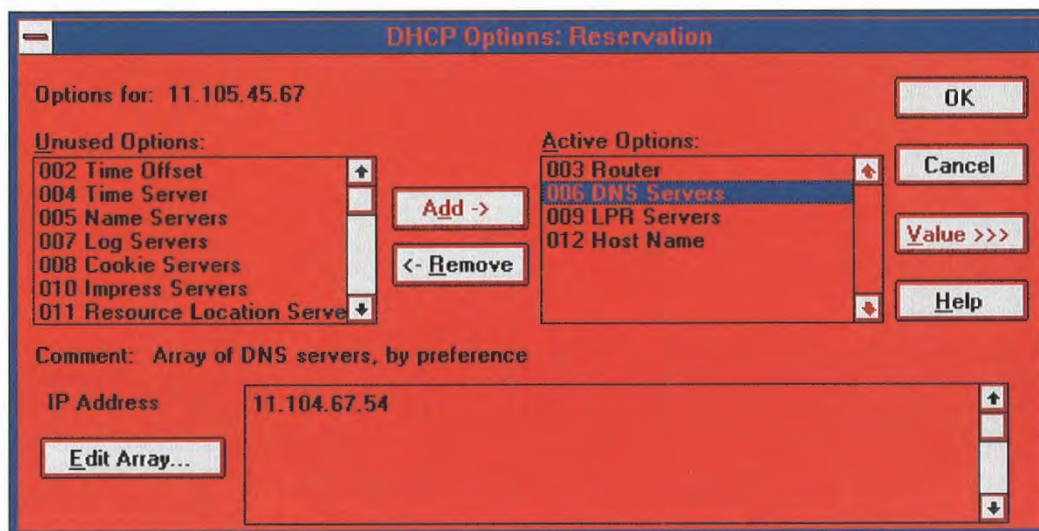 DHCP Options: Reservation
Options for: 11.105.45.67
OK
Unused Options:
002 Time Offset
004 Time Server
005 Name Servers
007 Log Servers
008 Cookie Servers
010 Impress Servers
011 Resource Location Serve
Add ->
<- Remove
Active Options:
003 Router
006 DNS Servers
009 LPR Servers
012 Host Name
Cancel
Value >>>
Help
Comment: Array of DNS servers, by preference
IP Address
11.104.67.54
Edit Array...